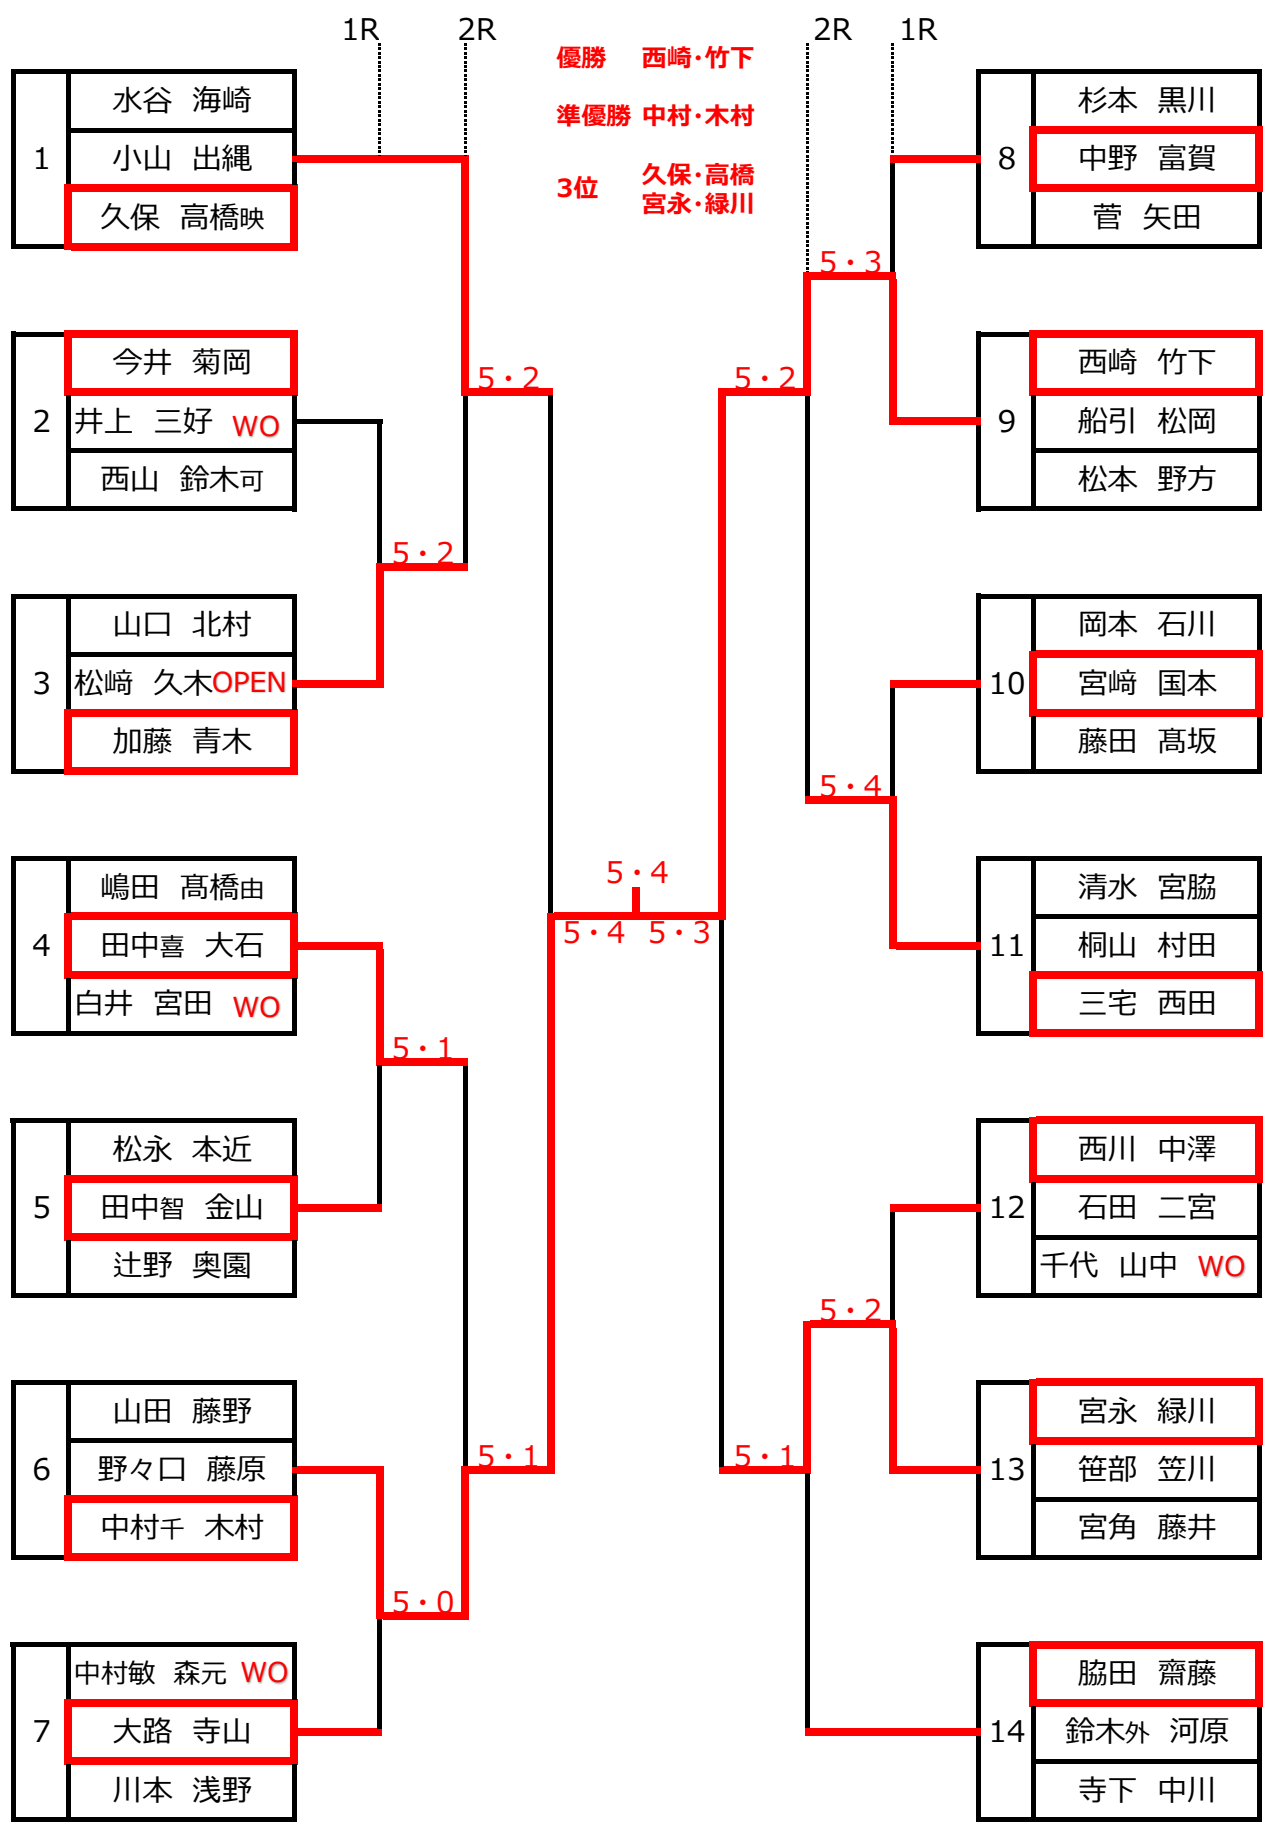 1R
2R
2R
1R
優勝 西崎・竹下
準優勝 中村・木村
3位 久保・高橋
宮永・緑川
1
水谷 海崎
小山 出縄
久保 高橋映
2
今井 菊岡
井上 三好 WO
西山 鈴木可
3
山口 北村
松﨑 久木OPEN
加藤 青木
4
嶋田 髙橋由
田中喜 大石
白井 宮田 WO
5
松永 本近
田中智 金山
辻野 奥園
6
山田 藤野
野々口 藤原
中村千 木村
7
中村敏 森元 WO
大路 寺山
川本 浅野
5・2
5・2
5・1
5・1
5・0
5・4
5・4
5・3
5・3
5・2
5・4
5・2
5・1
8
杉本 黒川
中野 富賀
菅 矢田
9
西崎 竹下
船引 松岡
松本 野方
10
岡本 石川
宮﨑 国本
藤田 髙坂
11
清水 宮脇
桐山 村田
三宅 西田
12
西川 中澤
石田 二宮
千代 山中 WO
13
宮永 緑川
笹部 笠川
宮角 藤井
14
脇田 齋藤
鈴木外 河原
寺下 中川